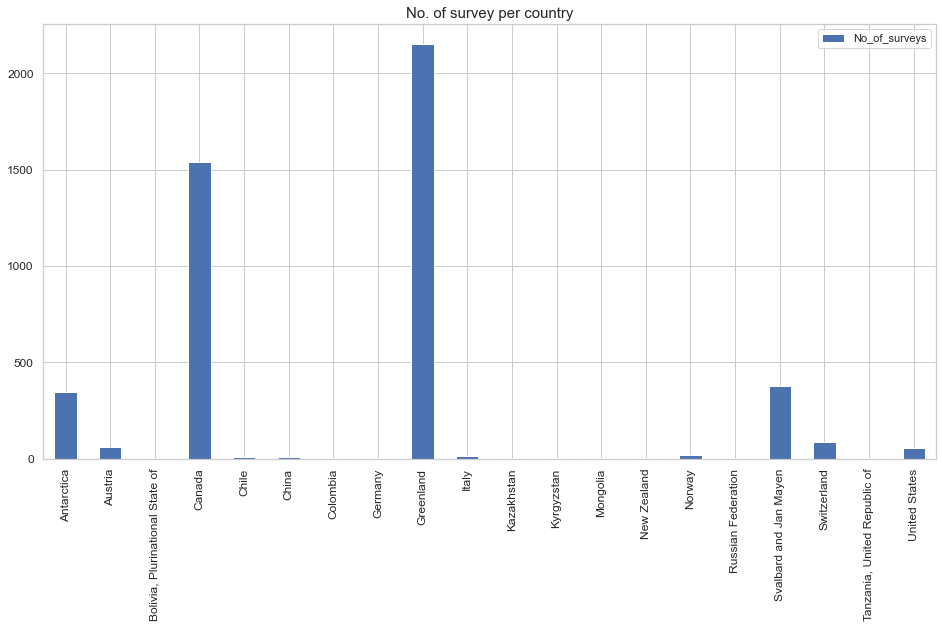 No. of survey per country
No_of_surveys
2000
1500
1000
500
0
Antarctica
Austria
Bolivia, Plurinational State of
Canada
Chile
China
Colombia
Germany
Greenland
Italy
Kazakhstan
Kyrgyzstan
Mongolia
New Zealand
Norway
Russian Federation
Svalbard and Jan Mayen
Switzerland
Tanzania, United Republic of
United States